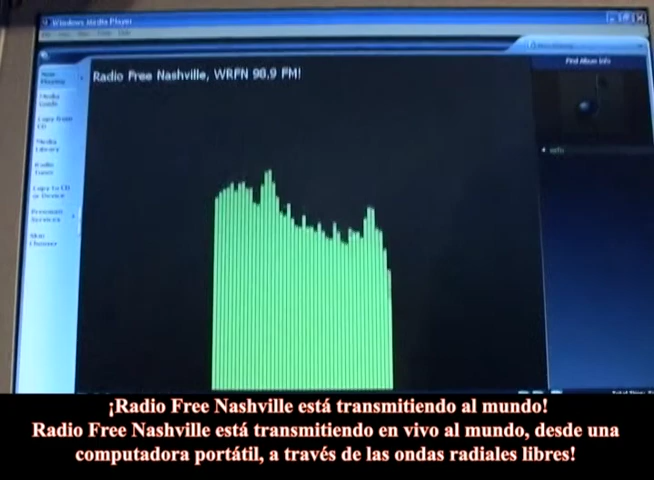 Windows Media Player
Radio Free Nashville, WRFN 98.9 FM!
Find Album Info
Now
Playing
Media
Guide
Copy from
CD
Media
Library
Radio
Tuner
Copy to CD
or Device
Premium
Services
Skin
Chooser
¡Radio Free Nashville está transmitiendo al mundo!
Radio Free Nashville está transmitiendo en vivo al mundo, desde una
computadora portátil, a través de las ondas radiales libres!